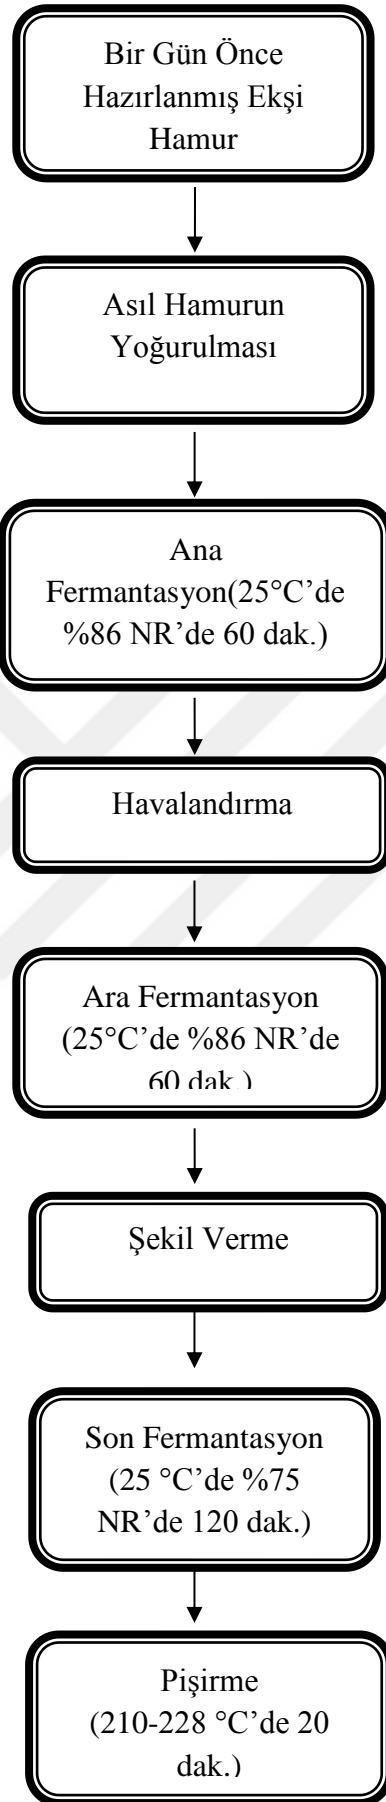 Bir Gün Önce
Hazırlanmış Ekşi
Hamur
Asıl Hamurun
Yoğurulması
Ana
Fermantasyon(25°C’de
%86 NR’de 60 dak.)
Havalandırma
Ara Fermantasyon
(25°C’de %86 NR’de
60 dak.)
Şekil Verme
Son Fermantasyon
(25 °C’de %75
NR’de 120 dak.)
Pişirme
(210-228 °C’de 20
dak.)